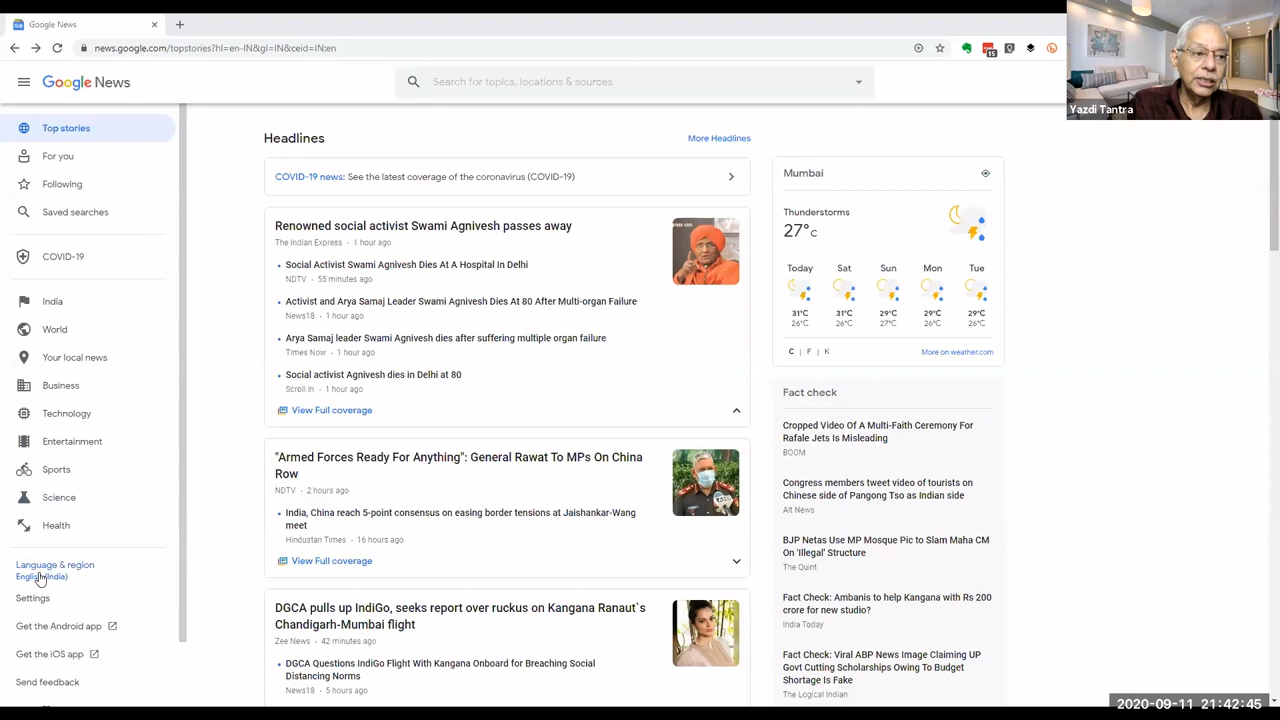 Google News
news.google.com/topstories?hl=en-IN&gl=IN&ceid=IN:en
15
Yazdi Tantra
Google News
Search for topics, locations & sources
Top stories
For you
Following
Saved searches
COVID-19
India
World
Your local news
Business
Technology
Entertainment
Sports
Science
Health
Language & region
English (India)
Settings
Get the Android app
Get the iOS app
Send feedback
Headlines
More Headlines
COVID-19 news: See the latest coverage of the coronavirus (COVID-19)
Renowned social activist Swami Agnivesh passes away
The Indian Express · 1 hour ago
Social Activist Swami Agnivesh Dies At A Hospital In Delhi
NDTV · 55 minutes ago
Activist and Arya Samaj Leader Swami Agnivesh Dies At 80 After Multi-organ Failure
News18 · 1 hour ago
Arya Samaj leader Swami Agnivesh dies after suffering multiple organ failure
Times Now · 1 hour ago
Social activist Agnivesh dies in Delhi at 80
Scroll.in · 1 hour ago
View Full coverage
"Armed Forces Ready For Anything": General Rawat To MPs On China
Row
NDTV · 2 hours ago
India, China reach 5-point consensus on easing border tensions at Jaishankar-Wang
meet
Hindustan Times · 16 hours ago
View Full coverage
DGCA pulls up IndiGo, seeks report over ruckus on Kangana Ranaut`s
Chandigarh-Mumbai flight
Zee News · 42 minutes ago
DGCA Questions IndiGo Flight With Kangana Onboard for Breaching Social
Distancing Norms
News18 · 5 hours ago
Mumbai
Thunderstorms
27°C
Today Sat Sun Mon Tue
31°C 31°C 29°C 29°C 29°C
26°C 26°C 27°C 26°C 26°C
C | F | K
More on weather.com
Fact check
Cropped Video Of A Multi-Faith Ceremony For
Rafale Jets Is Misleading
BOOM
Congress members tweet video of tourists on
Chinese side of Pangong Tso as Indian side
Alt News
BJP Netas Use MP Mosque Pic to Slam Maha CM
On 'Illegal' Structure
The Quint
Fact Check: Ambanis to help Kangana with Rs 200
crore for new studio?
India Today
Fact Check: Viral ABP News Image Claiming UP
Govt Cutting Scholarships Owing To Budget
Shortage Is Fake
The Logical Indian
2020-09-11 21:42:45